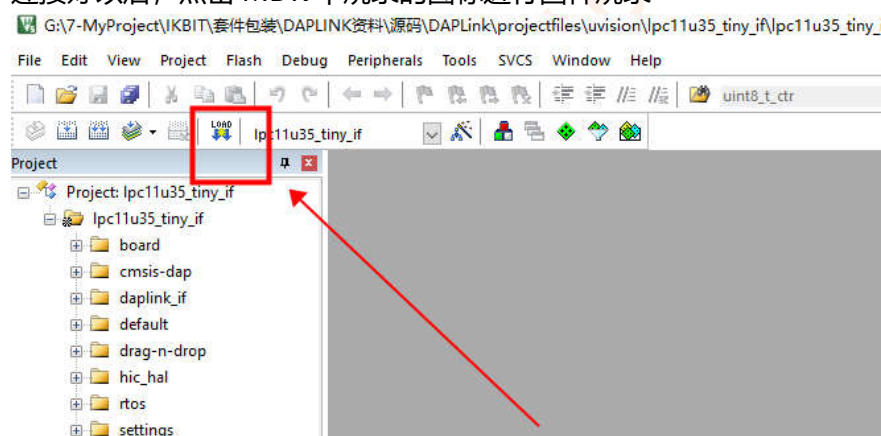 G:\7-MyProject\IKBIT\套件包装\DAPLINK资料\源码\DAPLink\projectfiles\uvision\lpc11u35_tiny_if\lpc11u35_tiny_
File Edit View Project Flash Debug Peripherals Tools SVCS Window Help
uint8_t_ctr
LOAD lpc11u35_tiny_if
Project
Project: lpc11u35_tiny_if
lpc11u35_tiny_if
board
cmsis-dap
daplink_if
default
drag-n-drop
hic_hal
rtos
settings